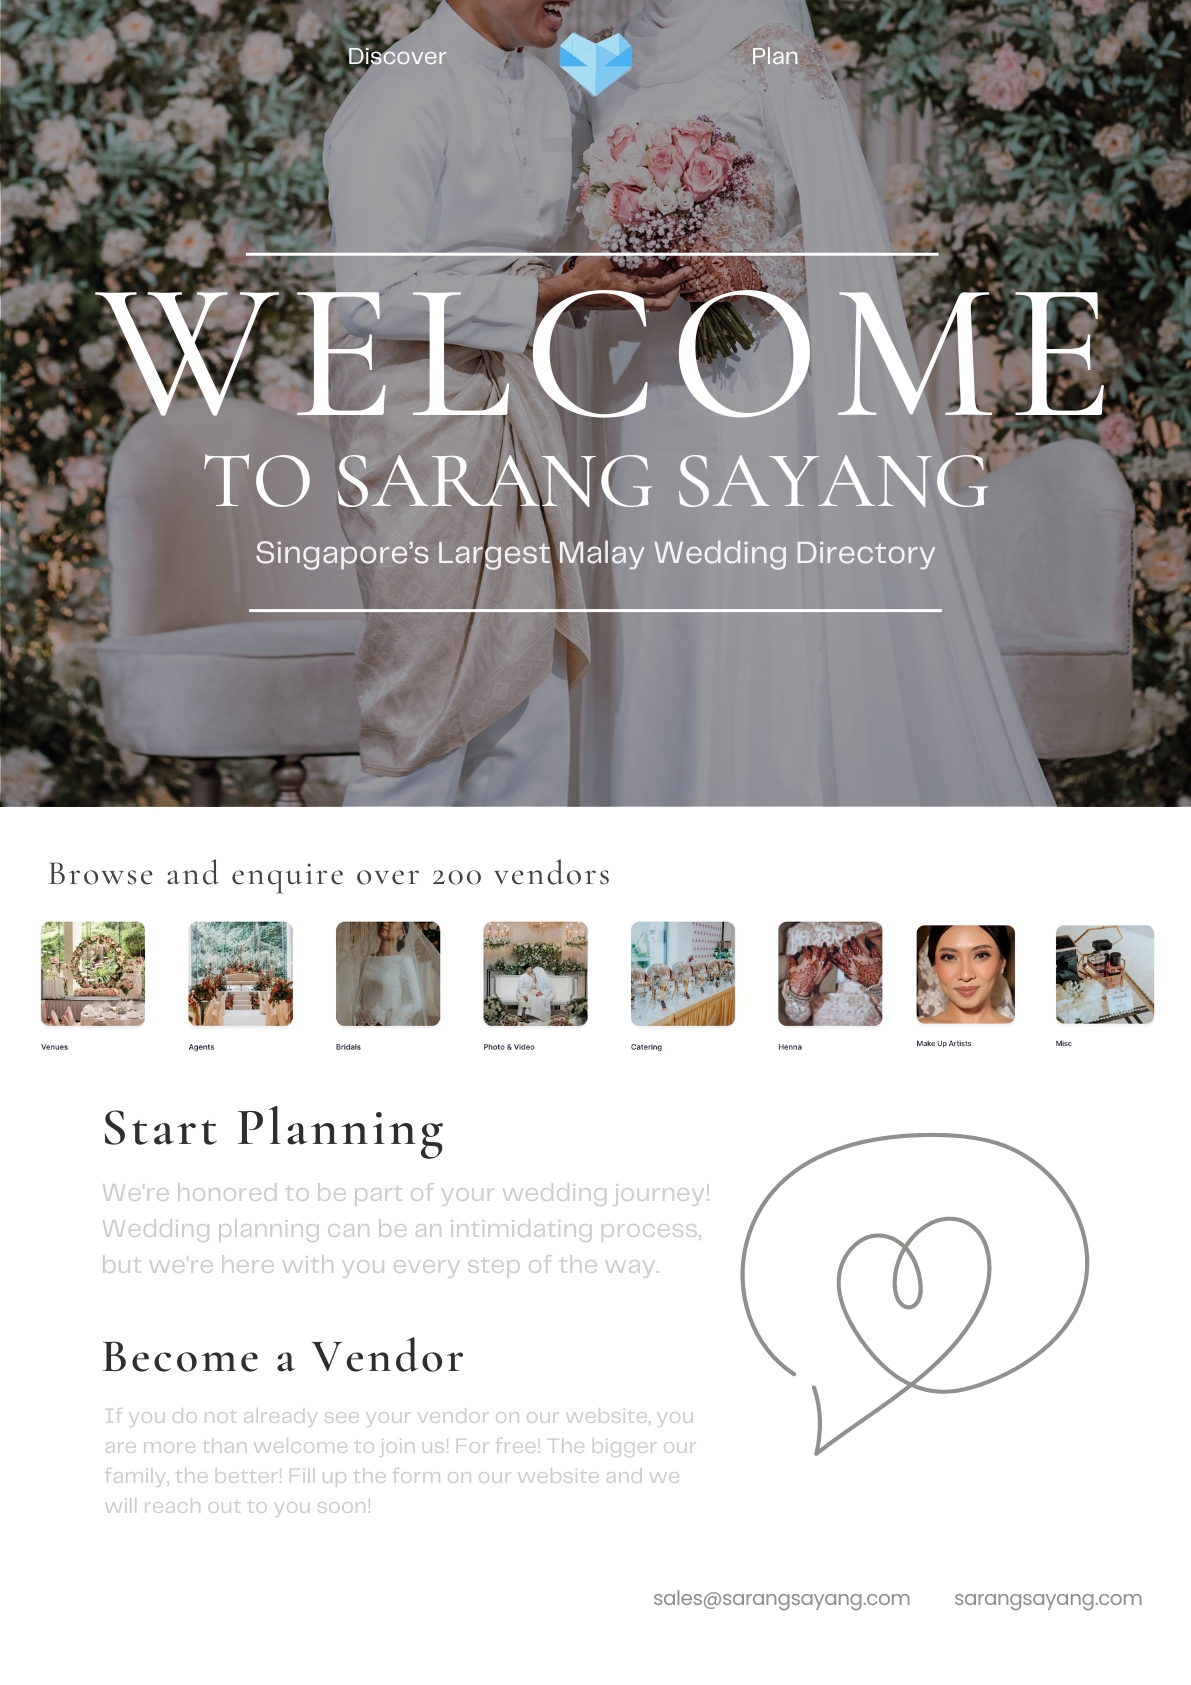 Discover
Plan
WELCOME
TO SARANG SAYANG
Singapore's Largest Malay Wedding Directory
Browse and enquire over 200 vendors
Venues
Agents
Bridals
Photo & Video
Catering
Henna
Make Up Artists
Misc
Start Planning
We're honored to be part of your wedding journey!
Wedding planning can be an intimidating process,
but we're here with you every step of the way.
Become a Vendor
If you do not already see your vendor on our website, you
are more than welcome to join us! For free! The bigger our
family, the better! Fill up the form on our website and we
will reach out to you soon!
sales@sarangsayang.com
sarangsayang.com